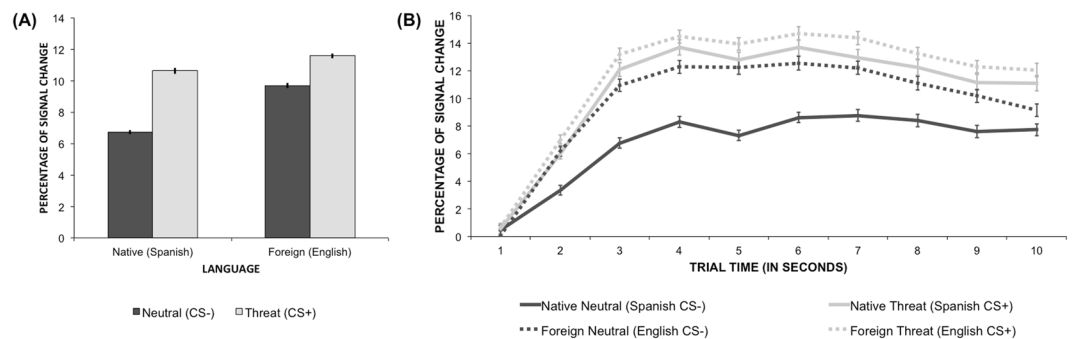 (A)
PERCENTAGE OF SIGNAL CHANGE
14
12
10
8
6
4
2
0
Native (Spanish)
Foreign (English)
LANGUAGE
Neutral (CS-)
Threat (CS+)
(B)
PERCENTAGE OF SIGNAL CHANGE
16
14
12
10
8
6
4
2
0
1 2 3 4 5 6 7 8 9 10
TRIAL TIME (IN SECONDS)
Native Neutral (Spanish CS-)
Native Threat (Spanish CS+)
Foreign Neutral (English CS-)
Foreign Threat (English CS+)